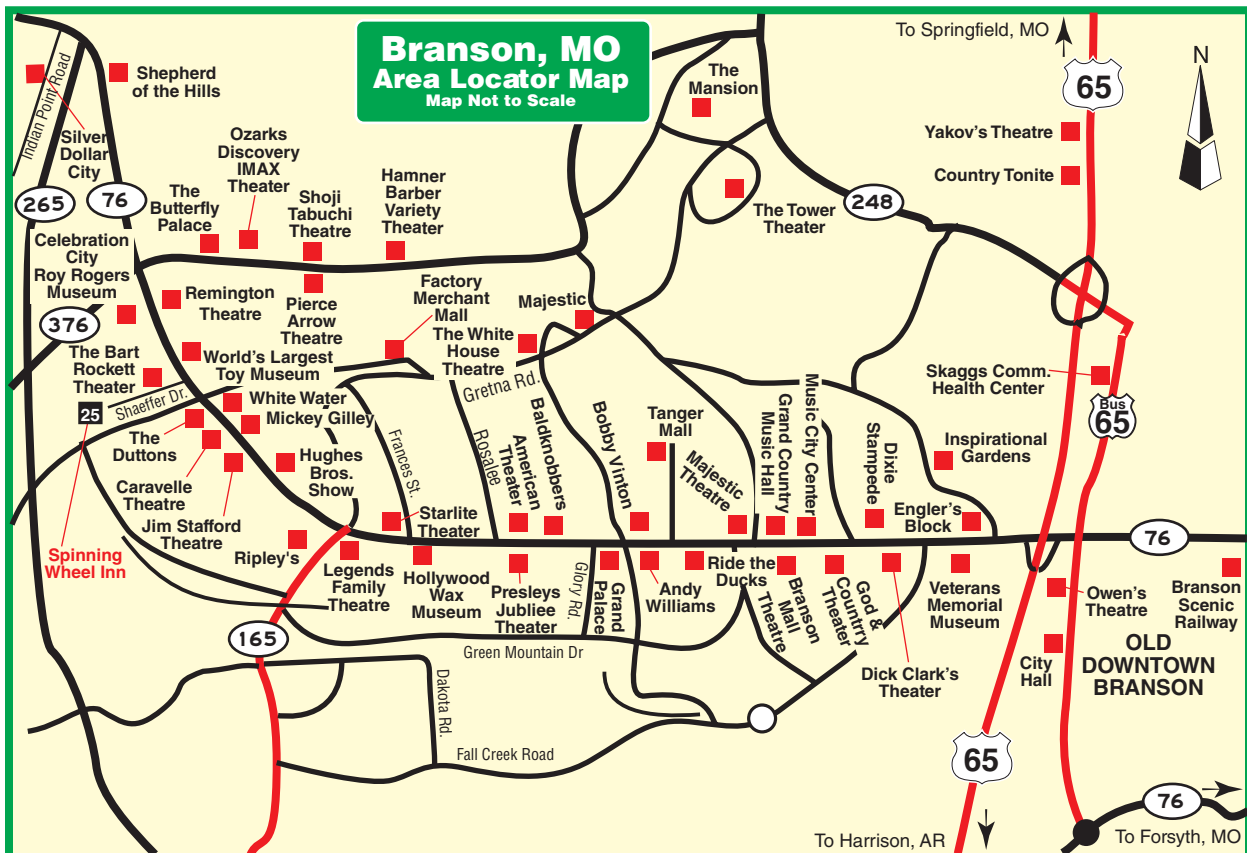 Branson, MO
Area Locator Map
Map Not to Scale
To Springfield, MO
N
65
Indian Point Road
Shepherd
of the Hills
Silver
Dollar
City
265
76
The
Mansion
Yakov's Theatre
Country Tonite
248
The Tower
Theater
Ozarks
Discovery
IMAX
Theater
The
Butterfly
Palace
Shoji
Tabuchi
Theatre
Hamner
Barber
Variety
Theater
Celebration
City
Roy Rogers
Museum
376
Remington
Theatre
Pierce
Arrow
Theatre
Factory
Merchant
Mall
Majestic
The White
House
Theatre
Gretna Rd.
The Bart
Rockett
Theater
World's Largest
Toy Museum
25
Shaeffer Dr.
White Water
Mickey Gilley
The
Duttons
Caravelle
Theatre
Jim Stafford
Theatre
Hughes
Bros.
Show
Frances St.
Rosalee
American
Theater
Baldknobbers
Bobby Vinton
Tanger
Mall
Majestic
Theatre
Grand Country
Music Hall
Music City Center
Dixie
Stampede
Skaggs Comm.
Health Center
Bus
65
Inspirational
Gardens
Engler's
Block
Spinning
Wheel Inn
Ripley's
Starlite
Theater
Legends
Family
Theatre
Hollywood
Wax
Museum
Presleys
Jubliee
Theater
Glory Rd.
Grand
Palace
Andy
Williams
Ride the
Ducks
Branson
Mall
Theatre
God &
Country
Theater
Dick Clark's
Theater
Veterans
Memorial
Museum
76
Owen's
Theatre
Branson
Scenic
Railway
City
Hall
OLD
DOWNTOWN
BRANSON
165
Green Mountain Dr
Dakota Rd.
Fall Creek Road
65
To Harrison, AR
76
To Forsyth, MO